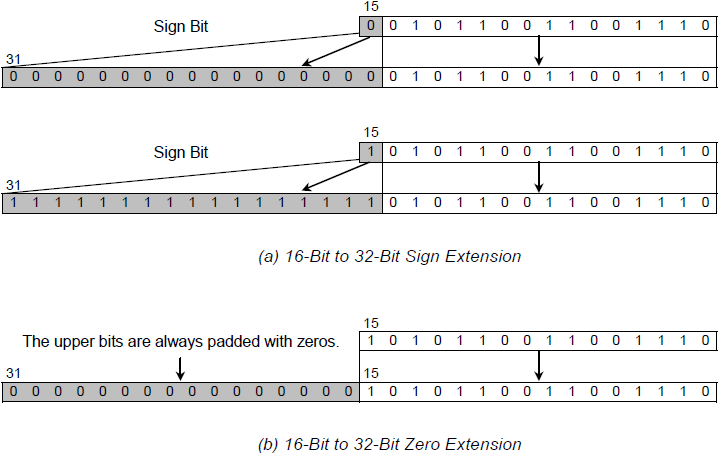 15
Sign Bit
0 0 1 0 1 1 0 0 1 1 0 0 1 1 1 0
31
0 0 0 0 0 0 0 0 0 0 0 0 0 0 0 0 0 0 1 0 1 1 0 0 1 1 0 0 1 1 1 0
15
Sign Bit
1 0 1 0 1 1 0 0 1 1 0 0 1 1 1 0
31
1 1 1 1 1 1 1 1 1 1 1 1 1 1 1 1 1 0 1 0 1 1 0 0 1 1 0 0 1 1 1 0
(a) 16-Bit to 32-Bit Sign Extension
15
The upper bits are always padded with zeros.
1 0 1 0 1 1 0 0 1 1 0 0 1 1 1 0
31
15
0 0 0 0 0 0 0 0 0 0 0 0 0 0 0 0 1 0 1 0 1 1 0 0 1 1 0 0 1 1 1 0
(b) 16-Bit to 32-Bit Zero Extension